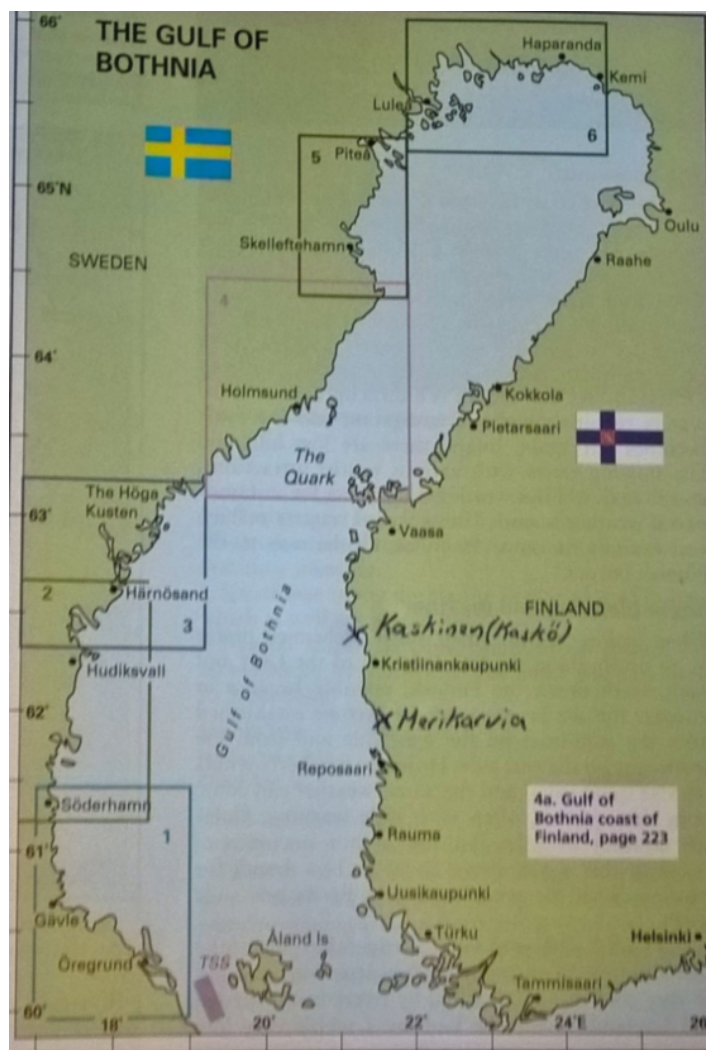 66°
THE GULF OF
BOTHNIA
Haparanda
Kemi
Luleå
6
5
Piteå
65°N
Oulu
Skelleftehamn
SWEDEN
Raahe
4
64°
Holmsund
Kokkola
Pietarsaari
The
Quark
The Höga
Kusten
63°
Vaasa
2
Härnösand
Gulf of Bothnia
FINLAND
3
Kaskinen (Kaskö)
Hudiksvall
Kristiinankaupunki
62°
Merikarvia
Reposaari
4a. Gulf of
Bothnia coast of
Finland, page 223
Söderhamn
1
Rauma
61°
Uusikaupunki
Gävle
Türku
Helsinki
Åland Is
Öregrund
TSS
Tammisaari
60°
18°
20°
22°
24°E
26